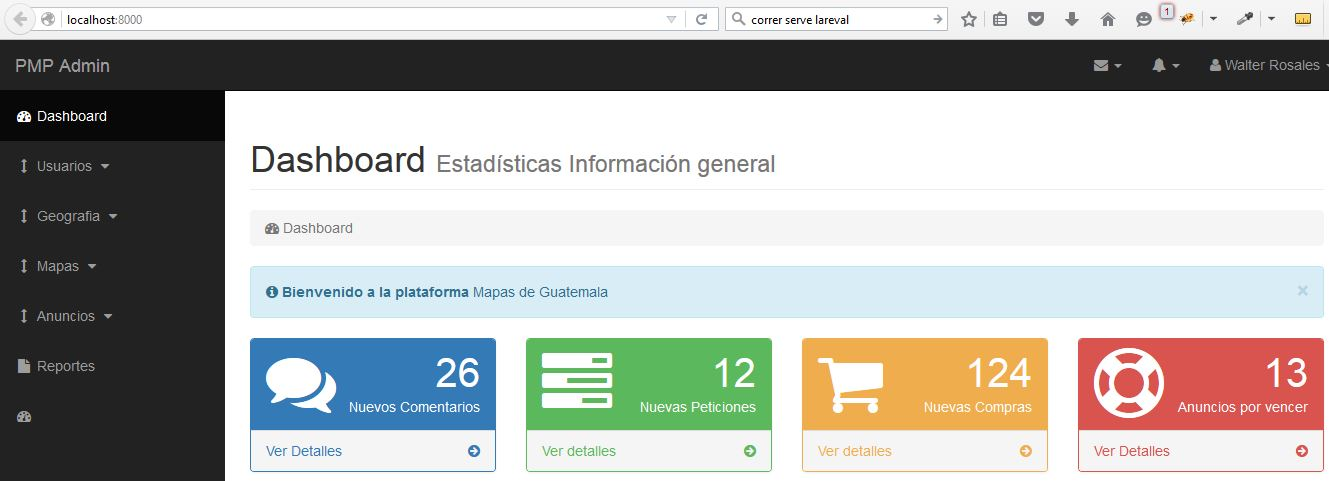 localhost:8000
correr serve lareval
1
PMP Admin
Walter Rosales
Dashboard
Usuarios
Geografia
Mapas
Anuncios
Reportes
Dashboard Estadísticas Información general
Dashboard
Bienvenido a la plataforma Mapas de Guatemala
×
26
Nuevos Comentarios
Ver Detalles
12
Nuevas Peticiones
Ver detalles
124
Nuevas Compras
Ver detalles
13
Anuncios por vencer
Ver Detalles